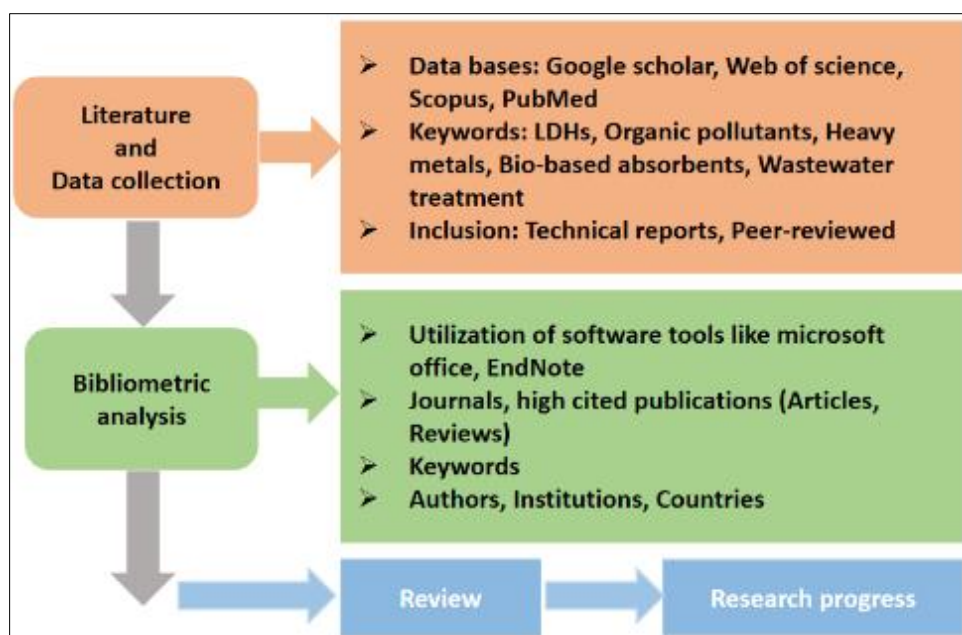 Literature
and
Data collection
➤ Data bases: Google scholar, Web of science,
Scopus, PubMed
➤ Keywords: LDHs, Organic pollutants, Heavy
metals, Bio-based absorbents, Wastewater
treatment
➤ Inclusion: Technical reports, Peer-reviewed
Bibliometric
analysis
➤ Utilization of software tools like microsoft
office, EndNote
➤ Journals, high cited publications (Articles,
Reviews)
➤ Keywords
➤ Authors, Institutions, Countries
Review
Research progress